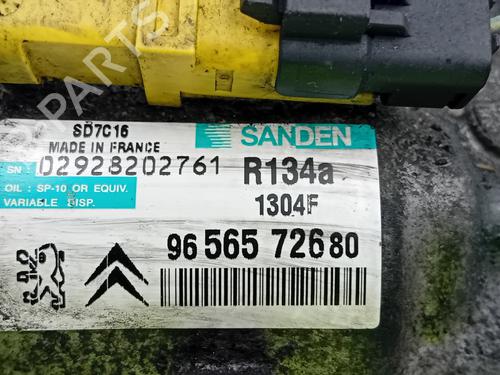 B-PARTS
SD7C16
MADE IN FRANCE
SANDEN
SN 02928202761
R134a
OIL : SP-10 OR EQUIV.
VARIABLE DISP.
1304F
96 565 726 80